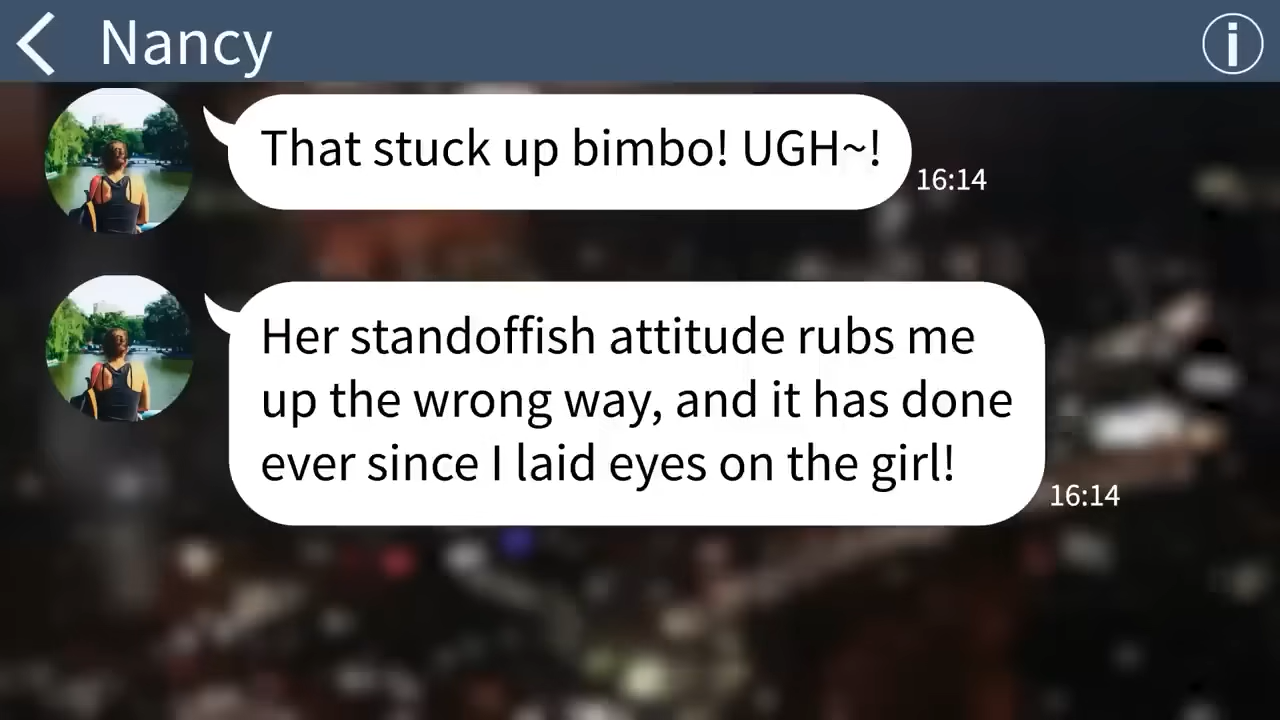 Nancy
That stuck up bimbo! UGH~!
16:14
Her standoffish attitude rubs me
up the wrong way, and it has done
ever since I laid eyes on the girl!
16:14